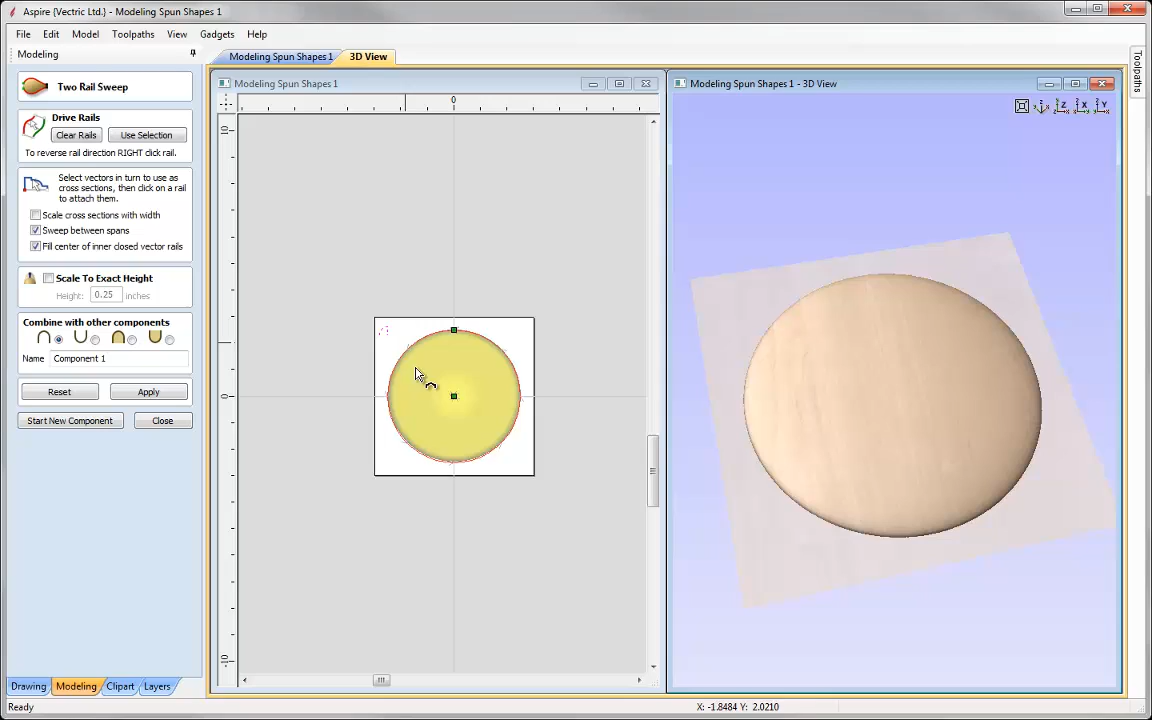 Aspire {Vectric Ltd.} - Modeling Spun Shapes 1
File Edit Model Toolpaths View Gadgets Help
Modeling
Modeling Spun Shapes 1
3D View
Toolpaths
Two Rail Sweep
Drive Rails
Clear Rails
Use Selection
To reverse rail direction RIGHT click rail.
Select vectors in turn to use as
cross sections, then click on a rail
to attach them.
Scale cross sections with width
Sweep between spans
Fill center of inner closed vector rails
Scale To Exact Height
Height: 0.25 inches
Combine with other components
Name Component 1
Reset
Apply
Start New Component
Close
Modeling Spun Shapes 1
0
10
0
-10
Modeling Spun Shapes 1 - 3D View
Z X Y
Drawing Modeling Clipart Layers
Ready
X: -1.8484 Y: 2.0210